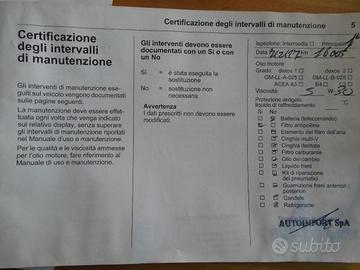 Certificazione degli intervalli di manutenzione 5
Certificazione
degli intervalli
di manutenzione
Gli interventi di manutenzione ese-
guiti sul veicolo vengono documentati
sulle pagine seguenti.
La manutenzione deve essere effet-
tuata ogni volta che venga indicato
sul relativo display, senza superare
gli intervalli di manutenzione riportati
nel Manuale d'uso e manutenzione.
Per le qualità e le viscosità ammesse
per l'olio motore, fare riferimento al
Manuale di uso e manutenzione.
Gli interventi devono essere
documentati con un Sì o con
un No
Sì = è stata eseguita la
sostituzione
No = sostituzione non
necessaria
Avvertenza
I dati prescritti non devono essere
modificati.
Ispezione: Intermedia Principale
Data
Olio motore
Grado: dexos 1 dexos 2
GM-LL-A-025 GM-LL-B-025
ACEA A3 B4
Viscosità: 5 W 30
Protezione antigelo,
liquido di raffreddamento °C
Batteria (telecomando)
Filtro antipolline
Elemento del filtro dell'aria
Cinghia multi-V
Cinghia dentata
Filtro carburante
Olio del cambio
Liquido freni
Kit di riparazione
dei pneumatici
Guarnizione freni anteriori /
posteriori
Candele
Refrigerante
AUTOIMPORT SpA
subito